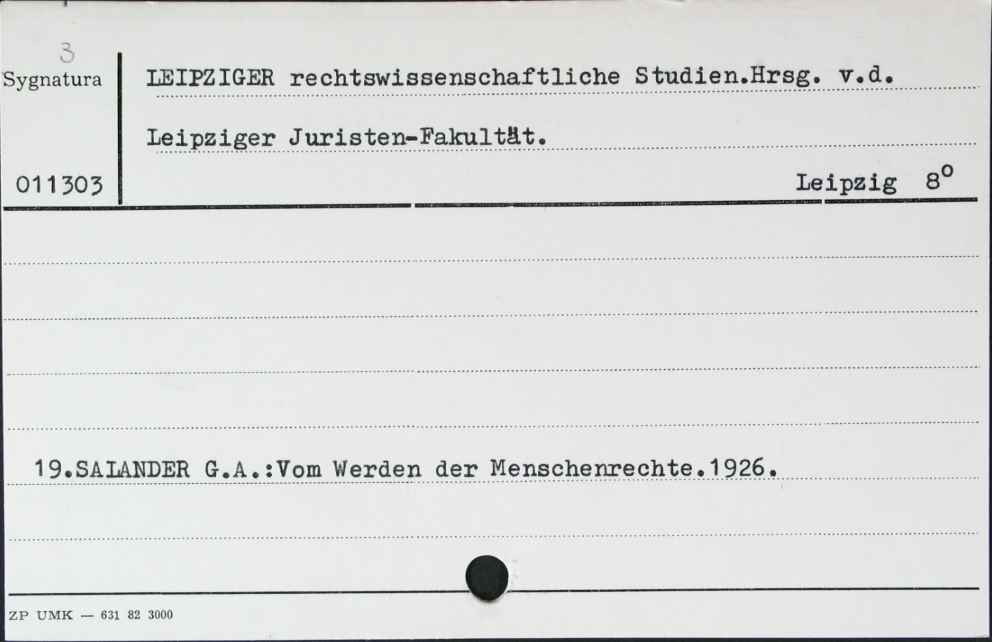 3
Sygnatura
LEIPZIGER rechtswissenschaftliche Studien.Hrsg. v.d.
Leipziger Juristen-Fakultät.
011303
Leipzig 8°
19.SALANDER G.A.:Vom Werden der Menschenrechte.1926.
ZP UMK — 631 82 3000